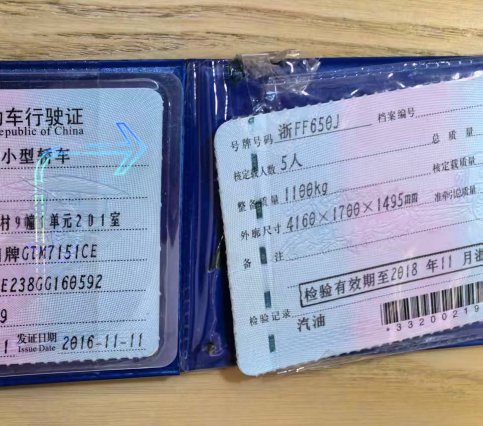 车行驶证
Republic of China
小型轿车
村9幢1单元201室
牌GTM7151CE
E238GG160592
9
1 发证日期 2016-11-11
Issue Date
号牌号码 浙FF650J 档案编号
核定载人数 5人 总质量
整备质量 1100kg 核定载质量
外廓尺寸 4160×1700×1495 准牵引总质量
备注
检验有效期至2018年11月浙
检验记录
汽油
*33200219